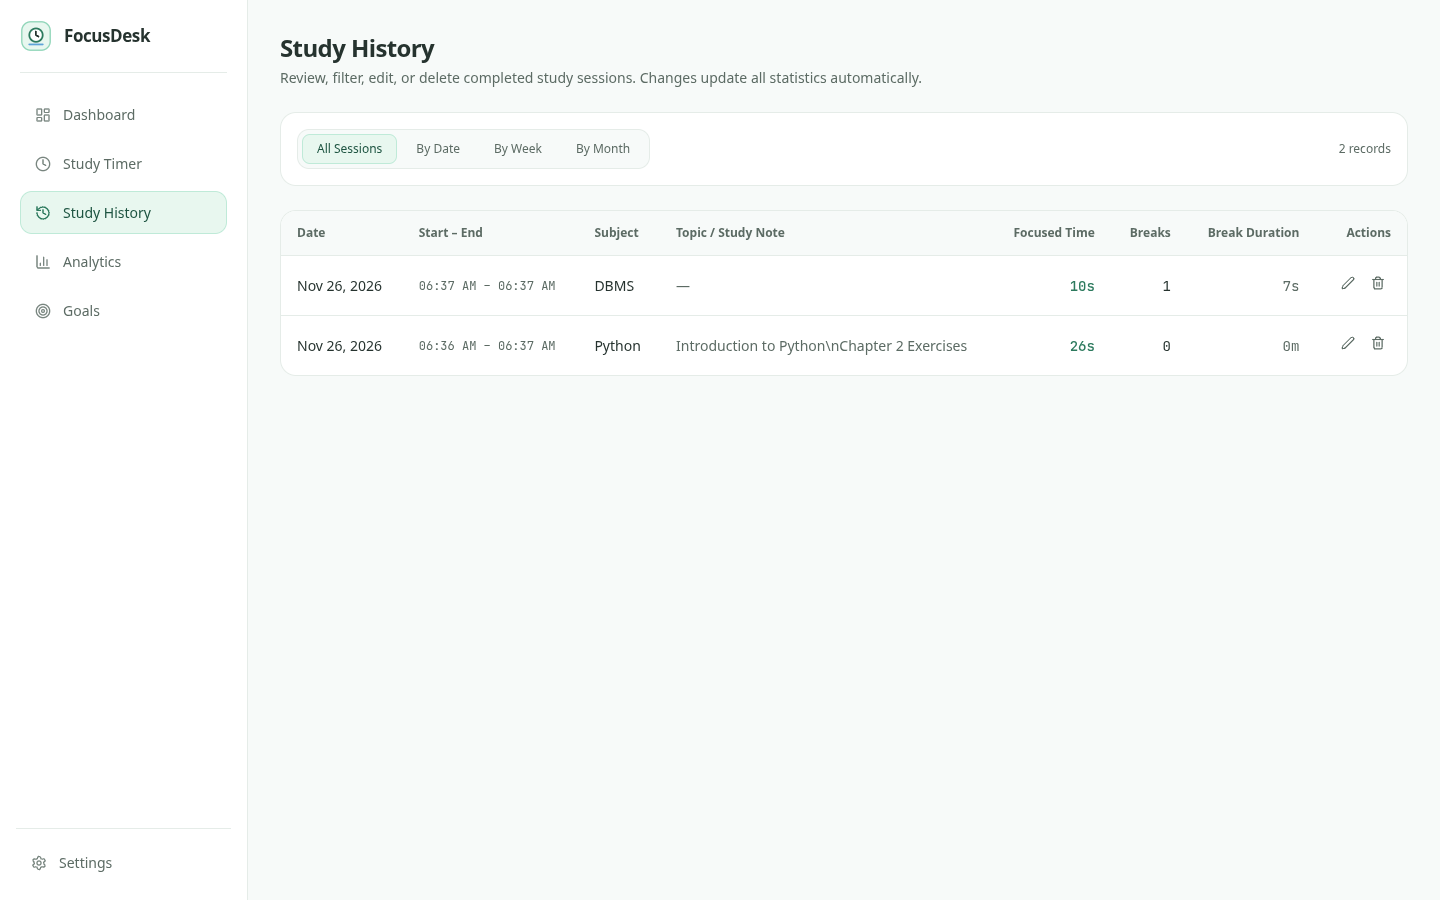 FocusDesk
Dashboard
Study Timer
Study History
Analytics
Goals
Settings
Study History
Review, filter, edit, or delete completed study sessions. Changes update all statistics automatically.
All Sessions By Date By Week By Month 2 records
Date Start – End Subject Topic / Study Note Focused Time Breaks Break Duration Actions
Nov 26, 2026 06:37 AM – 06:37 AM DBMS — 10s 1 7s
Nov 26, 2026 06:36 AM – 06:37 AM Python Introduction to Python\nChapter 2 Exercises 26s 0 0m